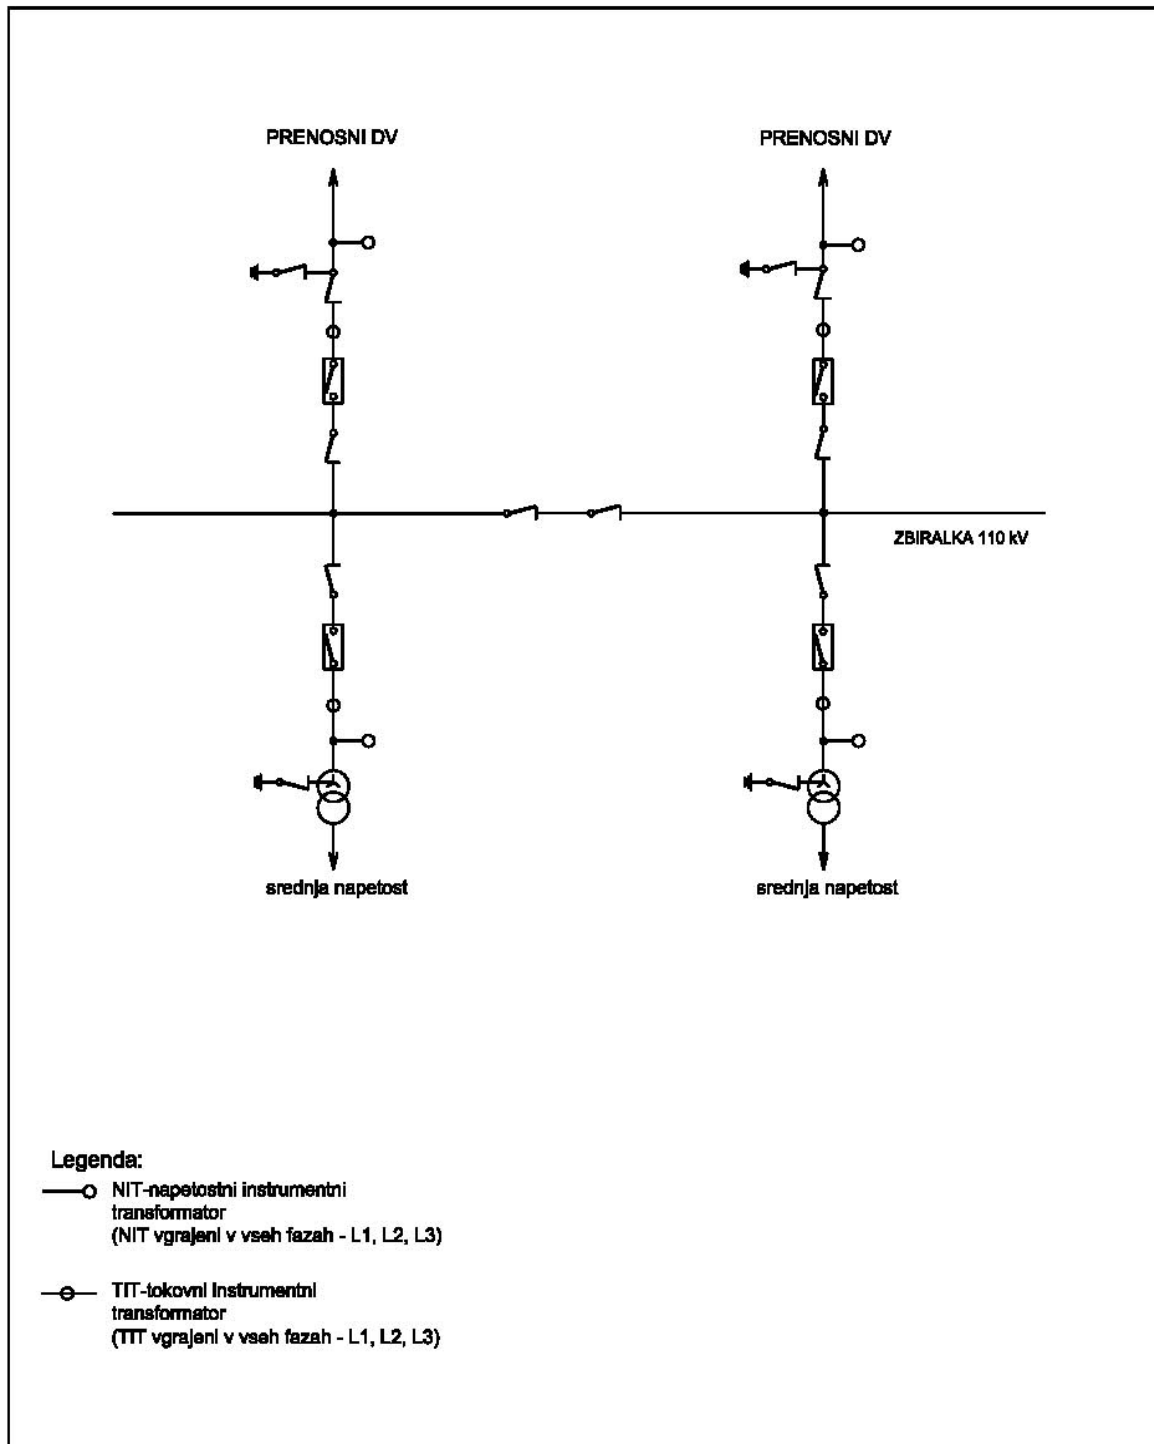 PRENOSNI DV
PRENOSNI DV
ZBIRALKA 110 kV
srednja napetost
srednja napetost
Legenda:
NIT-napetostni instrumentni
transformator
(NIT vgrajeni v vseh fazah - L1, L2, L3)
TIT-tokovni instrumentni
transformator
(TIT vgrajeni v vseh fazah - L1, L2, L3)